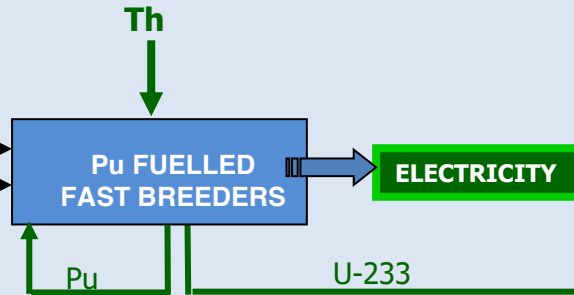 Th
Pu FUELLED
FAST BREEDERS
ELECTRICITY
Pu
U-233